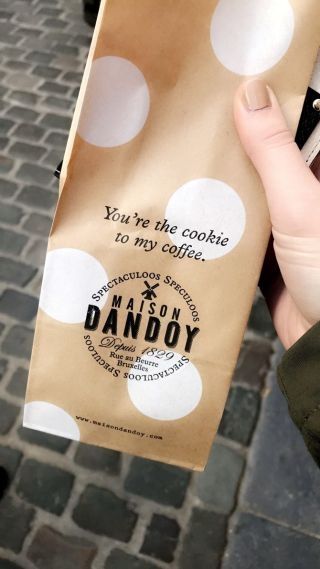 You're the cookie
to my coffee.
Spectaculoos Speculoos
MAISON
DANDOY
Depuis 1829
Rue au Beurre
Bruxelles
Spectaculoos Speculoos
www.maisondandoy.com